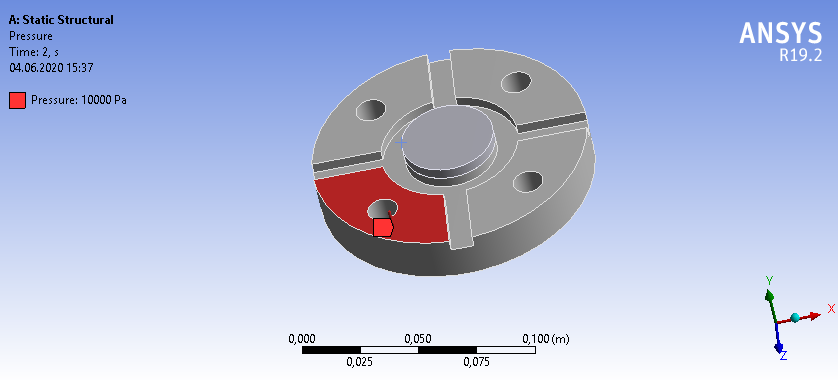 A: Static Structural
Pressure
Time: 2, s
04.06.2020 15:37
Pressure: 10000 Pa
ANSYS
R19.2
0,000
0,050
0,100 (m)
0,025
0,075
Y
X
Z